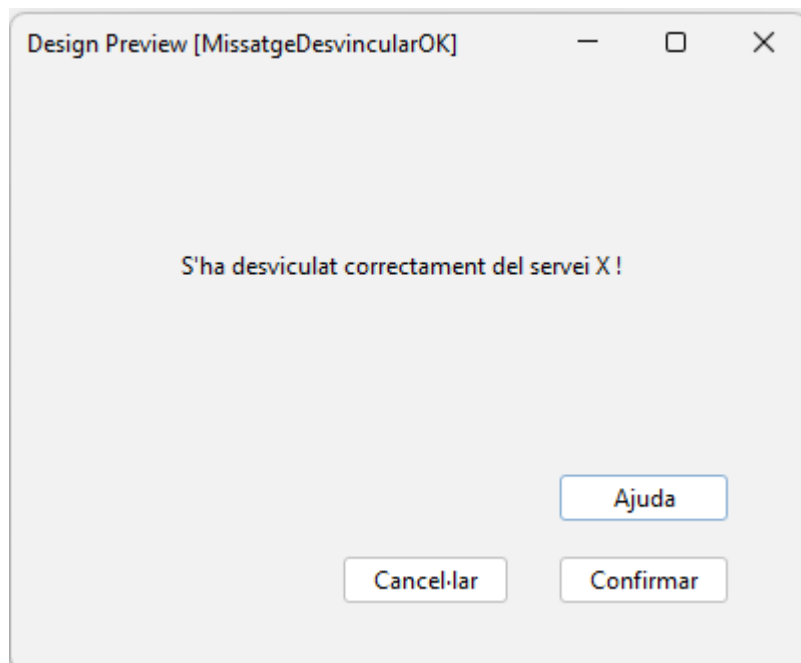 Design Preview [MissatgeDesvincularOK]
S'ha desviculat correctament del servei X !
Ajuda
Cancel·lar
Confirmar